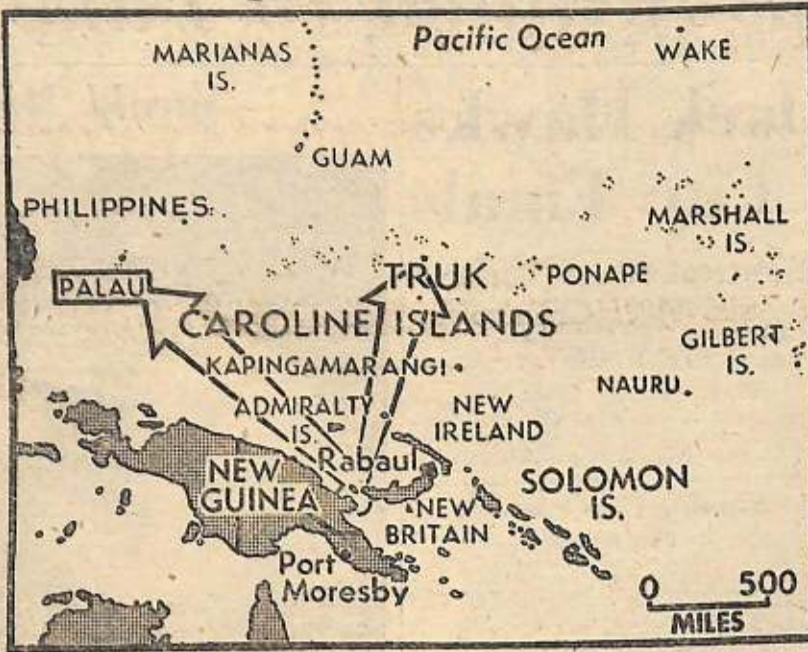 MARIANAS
IS.
Pacific Ocean
WAKE
GUAM
PHILIPPINES
MARSHALL
IS.
PALAU
TRUK
PONAPE
CAROLINE ISLANDS
GILBERT
IS.
KAPINGAMARANGI
NAURU
ADMIRALTY
IS.
NEW
IRELAND
Rabaul
NEW
GUINEA
SOLOMON
IS.
NEW
BRITAIN
Port
Moresby
0 500
MILES